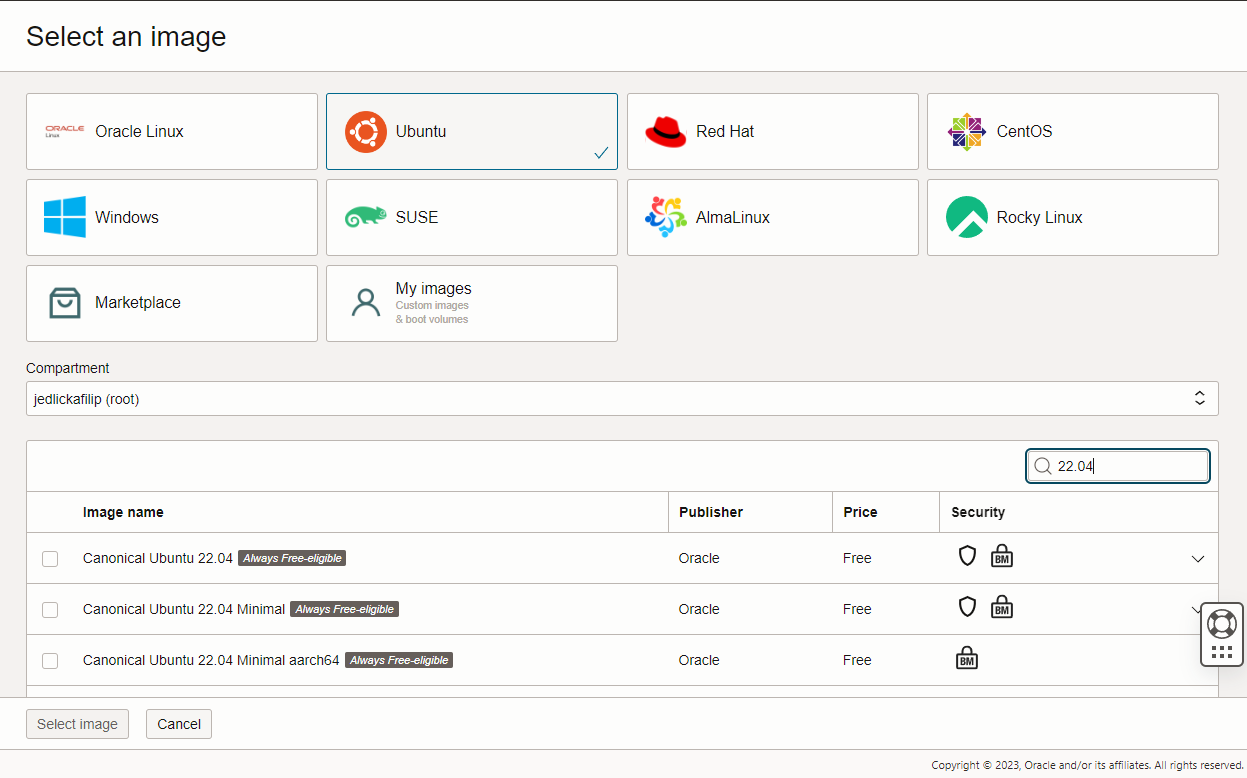 Select an image
ORACLE
Linux
Oracle Linux
Ubuntu
Red Hat
CentOS
Windows
SUSE
AlmaLinux
Rocky Linux
Marketplace
My images
Custom images
& boot volumes
Compartment
jedlickafilip (root)
22.04
Image name Publisher Price Security
Canonical Ubuntu 22.04 Always Free-eligible Oracle Free BM
Canonical Ubuntu 22.04 Minimal Always Free-eligible Oracle Free BM
Canonical Ubuntu 22.04 Minimal aarch64 Always Free-eligible Oracle Free BM
Select image Cancel
Copyright © 2023, Oracle and/or its affiliates. All rights reserved.